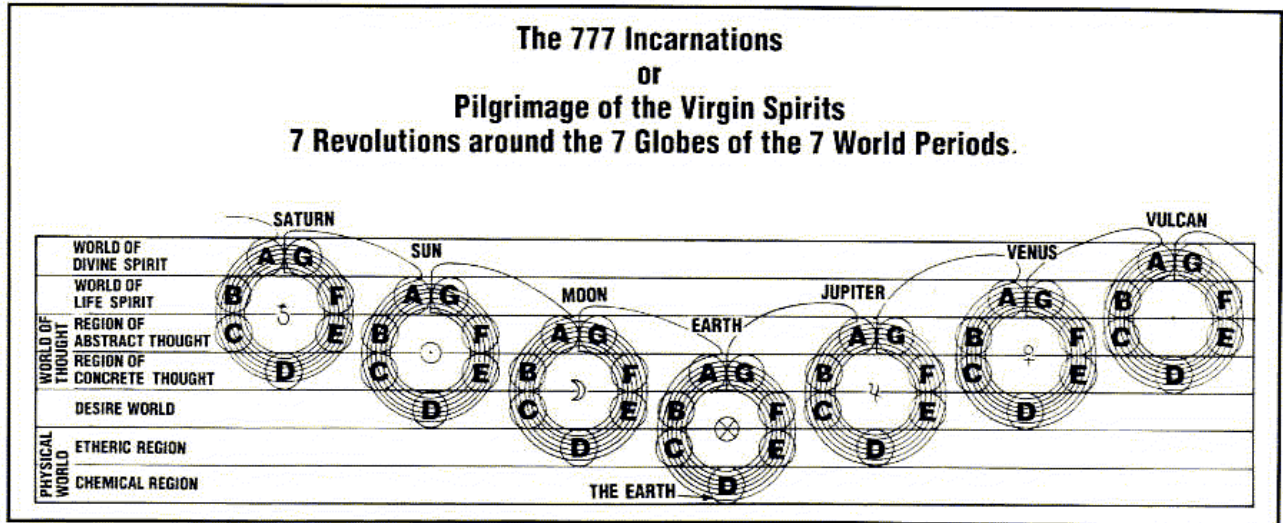 The 777 Incarnations
or
Pilgrimage of the Virgin Spirits
7 Revolutions around the 7 Globes of the 7 World Periods.
SATURN
SUN
MOON
EARTH
JUPITER
VENUS
VULCAN
WORLD OF
DIVINE SPIRIT
WORLD OF
LIFE SPIRIT
WORLD OF
THOUGHT
REGION OF
ABSTRACT THOUGHT
REGION OF
CONCRETE THOUGHT
DESIRE WORLD
PHYSICAL
WORLD
ETHERIC REGION
CHEMICAL REGION
THE EARTH
A G
B F
C E
D
A G
B F
C E
D
A G
B F
C E
D
A G
B F
C E
D
A G
B F
C E
D
A G
B F
C E
D
A G
B F
C E
D